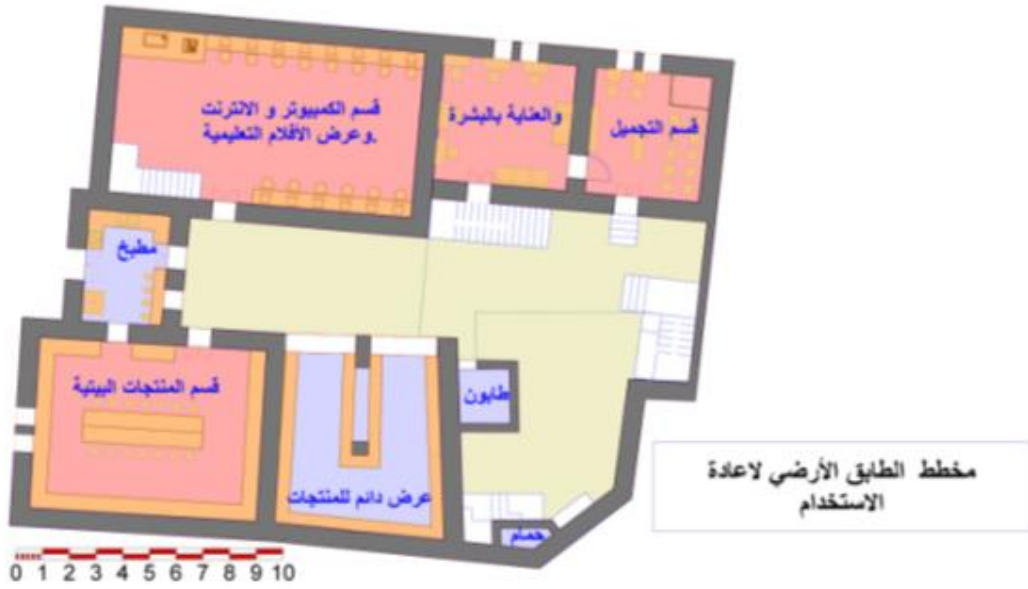 قسم الكمبيوتر و الانترنت
وعرض الافلام التعليمية.
والعناية بالبشرة
قسم التجميل
مطبخ
قسم المنتجات البيتية
طابون
عرض دائم للمنتجات
حمام
مخطط الطابق الأرضي لاعادة
الاستخدام
0 1 2 3 4 5 6 7 8 9 10